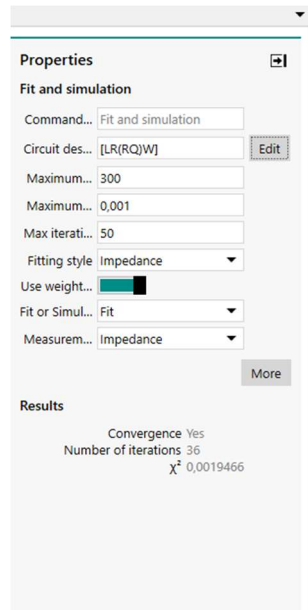 Properties
Fit and simulation
Command... Fit and simulation
Circuit des... [LR(RQ)W] Edit
Maximum... 300
Maximum... 0,001
Max iterati... 50
Fitting style Impedance
Use weight...
Fit or Simul... Fit
Measurem... Impedance
More
Results
Convergence Yes
Number of iterations 36
χ² 0,0019466